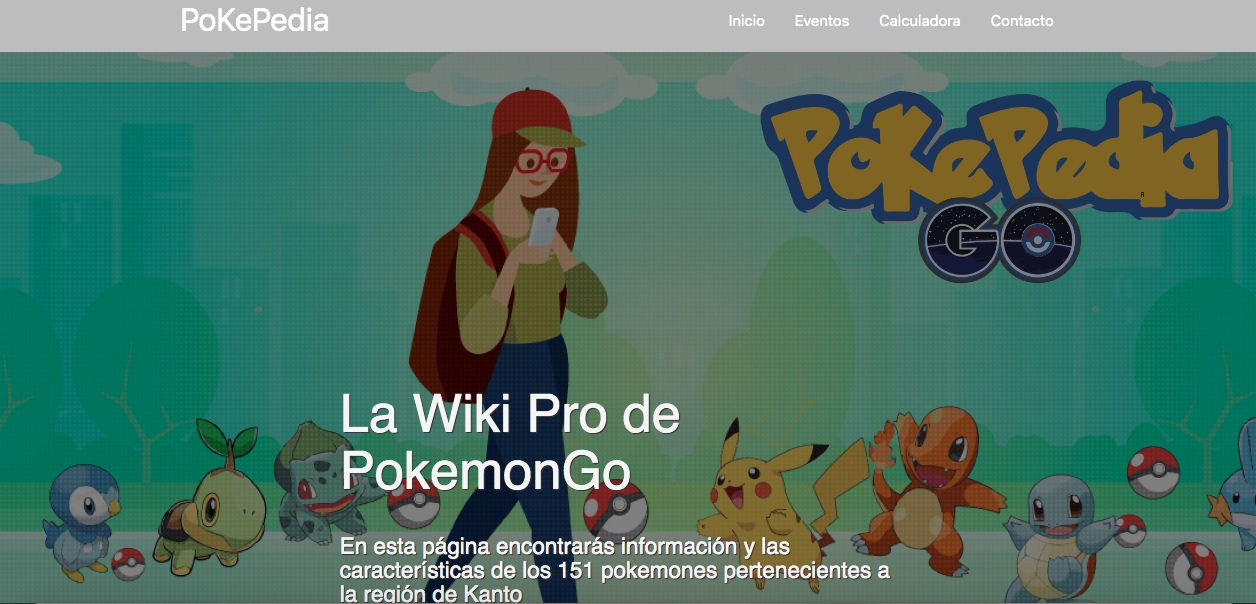 PoKePedia
Inicio Eventos Calculadora Contacto
PoKePedia
GO
La Wiki Pro de
PokemonGo
En esta página encontrarás información y las
características de los 151 pokemones pertenecientes a
la región de Kanto